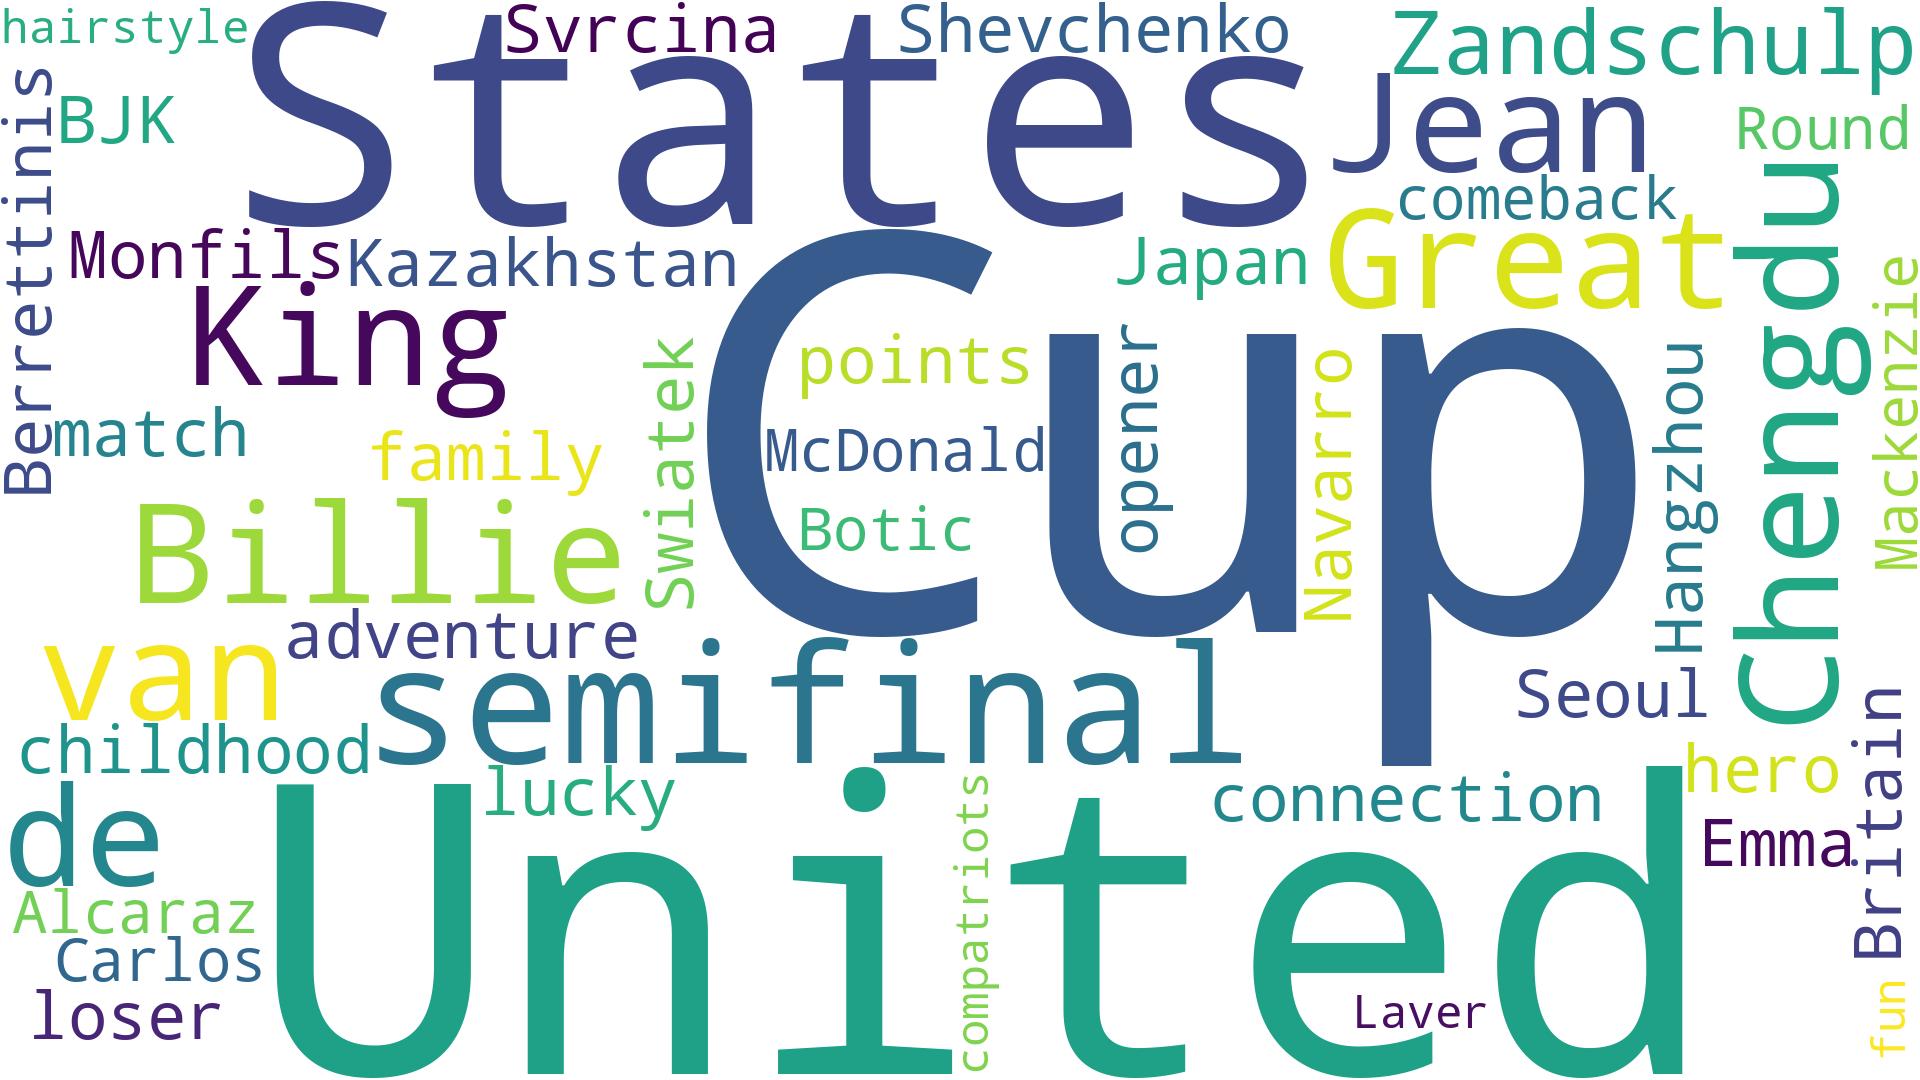 hairstyle
States
Svrcina
Shevchenko
Zandschulp
BJK
Jean
Round
Berrettinis
comeback
Monfils
Kazakhstan
Japan
Great
Chengdu
King
Cup
points
opener
Navarro
Hangzhou
Mackenzie
Swiatek
match
family
McDonald
Billie
Botic
adventure
van
semifinal
Seoul
childhood
lucky
connection
hero
Britain
de
United
compatriots
Emma
Alcaraz
Carlos
loser
Laver
fun